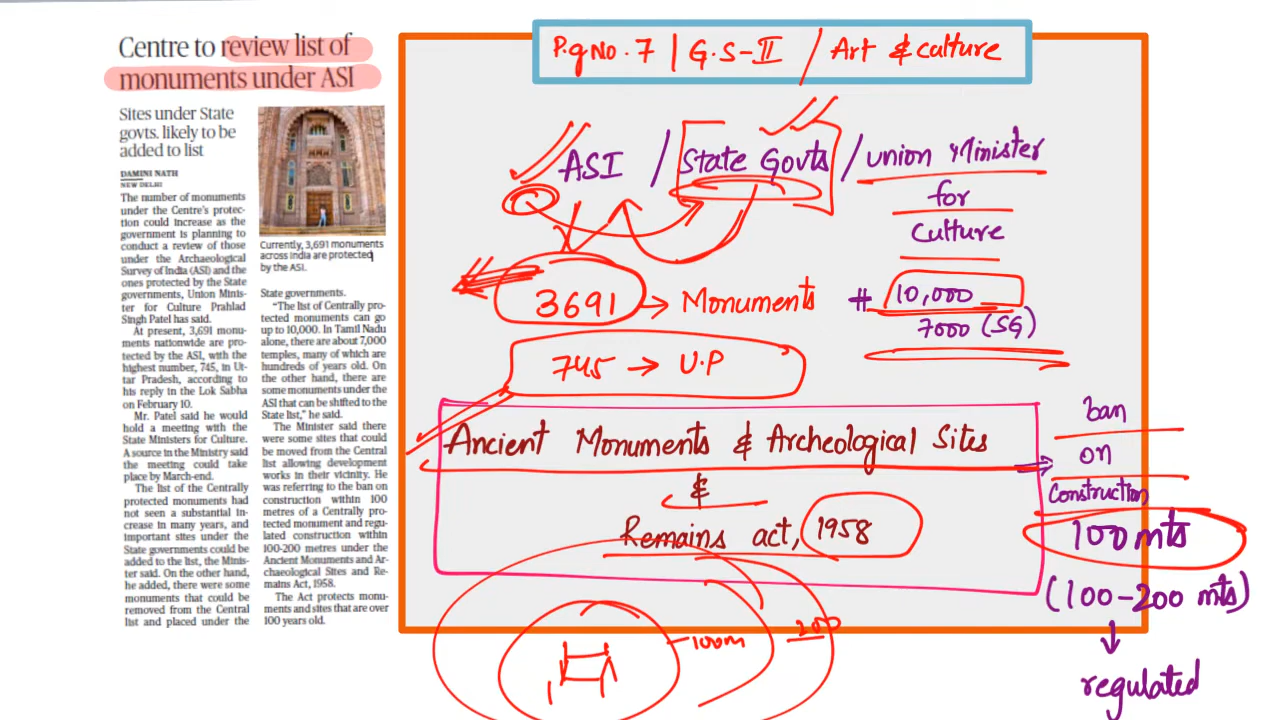 Centre to review list of
monuments under ASI
Sites under State
govts. likely to be
added to list
DAMINI NATH
NEW DELHI
The number of monuments
under the Centre's protec-
tion could increase as the
government is planning to
conduct a review of those
under the Archaeological
Survey of India (ASI) and the
ones protected by the State
governments, Union Minis-
ter for Culture Prahlad
Singh Patel has said.
At present, 3,691 monu-
ments nationwide are pro-
tected by the ASI, with the
highest number, 745, in Ut-
tar Pradesh, according to
his reply in the Lok Sabha
on February 10.
Mr. Patel said he would
hold a meeting with the
State Ministers for Culture.
A source in the Ministry said
the meeting could take
place by March-end.
The list of the Centrally
protected monuments had
not seen a substantial in-
crease in many years, and
important sites under the
State governments could be
added to the list, the Minis-
ter said. On the other hand,
he added, there were some
monuments that could be
removed from the Central
list and placed under the
Currently, 3,691 monuments
across India are protected
by the ASI.
State governments.
"The list of Centrally pro-
tected monuments can go
up to 10,000. In Tamil Nadu
alone, there are about 7,000
temples, many of which are
hundreds of years old. On
the other hand, there are
some monuments under the
ASI that can be shifted to the
State list," he said.
The Minister said there
were some sites that could
be moved from the Central
list allowing development
works in their vicinity. He
was referring to the ban on
construction within 100
metres of a Centrally pro-
tected monument and regu-
lated construction within
100-200 metres under the
Ancient Monuments and Ar-
chaeological Sites and Re-
mains Act, 1958.
The Act protects monu-
ments and sites that are over
100 years old.
P.g No. 7 | G.S-II / Art & culture
ASI / State Govts / union Minister
for
Culture
3691 → Monuments # 10,000
7000 (SG)
745 → U.P
Ancient Monuments & Archeological Sites
&
Remains act, 1958
ban
on
Construction
100 mts
(100-200 mts)
regulated
100m
200